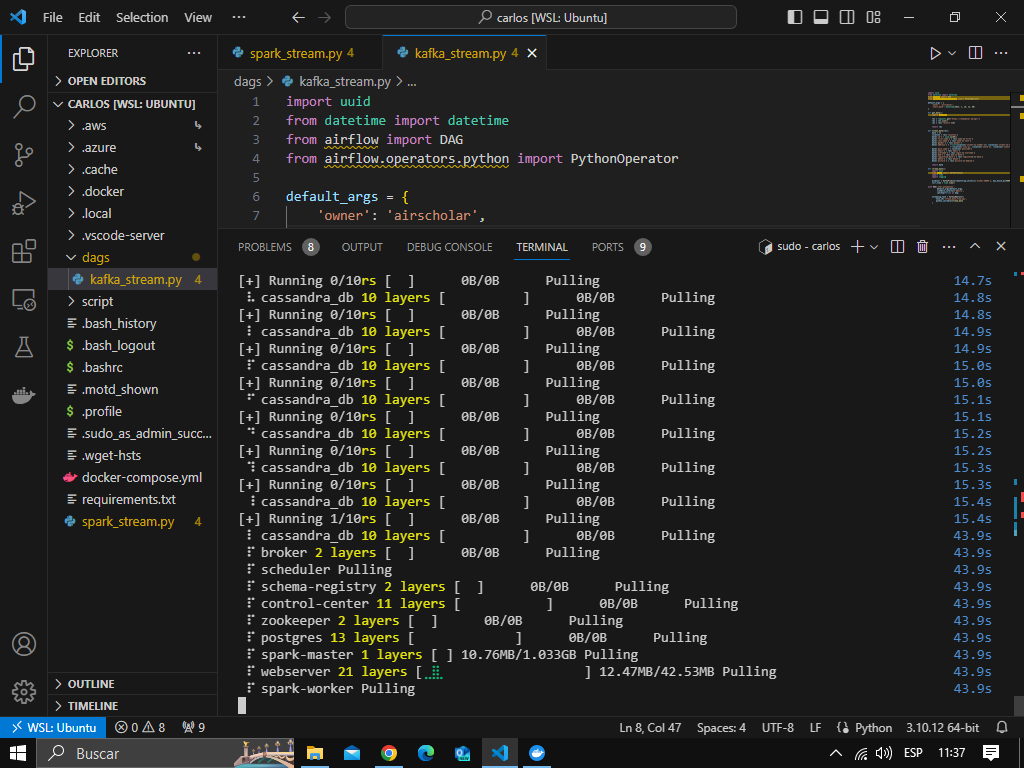 File Edit Selection View ··· carlos [WSL: Ubuntu]
EXPLORER ···
OPEN EDITORS
CARLOS [WSL: UBUNTU]
.aws
.azure
.cache
.docker
.local
.vscode-server
dags
kafka_stream.py 4
script
.bash_history
$ .bash_logout
$ .bashrc
.motd_shown
$ .profile
.sudo_as_admin_succ...
.wget-hsts
docker-compose.yml
requirements.txt
spark_stream.py 4
OUTLINE
TIMELINE
spark_stream.py 4 kafka_stream.py 4
dags > kafka_stream.py > ...
1 import uuid
2 from datetime import datetime
3 from airflow import DAG
4 from airflow.operators.python import PythonOperator
5
6 default_args = {
7 'owner': 'airscholar',
PROBLEMS 8 OUTPUT DEBUG CONSOLE TERMINAL PORTS 9 sudo - carlos
[+] Running 0/10rs [ ] 0B/0B Pulling 14.7s
cassandra_db 10 layers [ ] 0B/0B Pulling 14.8s
[+] Running 0/10rs [ ] 0B/0B Pulling 14.8s
cassandra_db 10 layers [ ] 0B/0B Pulling 14.9s
[+] Running 0/10rs [ ] 0B/0B Pulling 14.9s
cassandra_db 10 layers [ ] 0B/0B Pulling 15.0s
[+] Running 0/10rs [ ] 0B/0B Pulling 15.0s
cassandra_db 10 layers [ ] 0B/0B Pulling 15.1s
[+] Running 0/10rs [ ] 0B/0B Pulling 15.1s
cassandra_db 10 layers [ ] 0B/0B Pulling 15.2s
[+] Running 0/10rs [ ] 0B/0B Pulling 15.2s
cassandra_db 10 layers [ ] 0B/0B Pulling 15.3s
[+] Running 0/10rs [ ] 0B/0B Pulling 15.3s
cassandra_db 10 layers [ ] 0B/0B Pulling 15.4s
[+] Running 1/10rs [ ] 0B/0B Pulling 15.4s
cassandra_db 10 layers [ ] 0B/0B Pulling 43.9s
broker 2 layers [ ] 0B/0B Pulling 43.9s
scheduler Pulling 43.9s
schema-registry 2 layers [ ] 0B/0B Pulling 43.9s
control-center 11 layers [ ] 0B/0B Pulling 43.9s
zookeeper 2 layers [ ] 0B/0B Pulling 43.9s
postgres 13 layers [ ] 0B/0B Pulling 43.9s
spark-master 1 layers [ ] 10.76MB/1.033GB Pulling 43.9s
webserver 21 layers [ ] 12.47MB/42.53MB Pulling 43.9s
spark-worker Pulling 43.9s
WSL: Ubuntu 0 8 9 Ln 8, Col 47 Spaces: 4 UTF-8 LF Python 3.10.12 64-bit
Buscar ESP 11:37